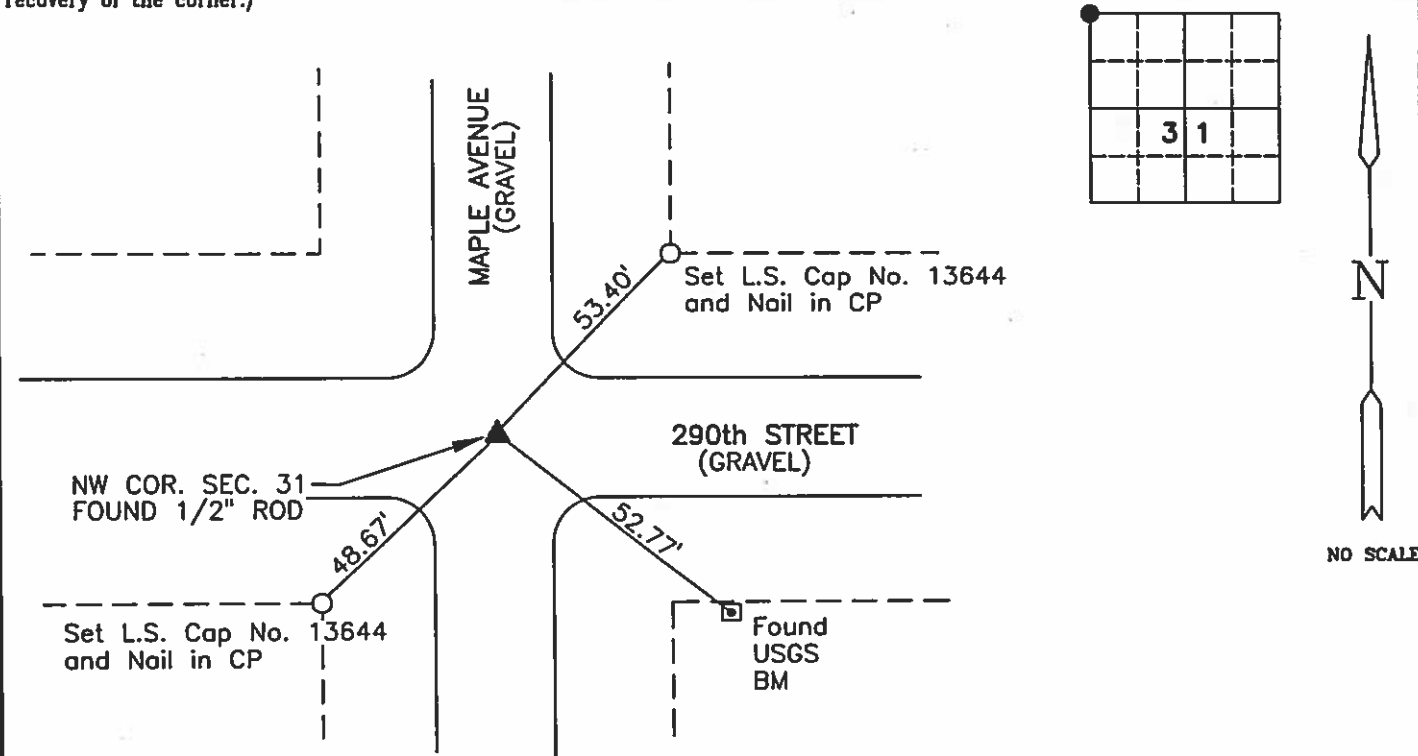 recovery of the corner.)
MAPLE AVENUE
(GRAVEL)
3 1
53.40'
Set L.S. Cap No. 13644
and Nail in CP
N
290th STREET
(GRAVEL)
NW COR. SEC. 31
FOUND 1/2" ROD
48.67'
52.77'
NO SCALE
Set L.S. Cap No. 13644
and Nail in CP
Found
USGS
BM